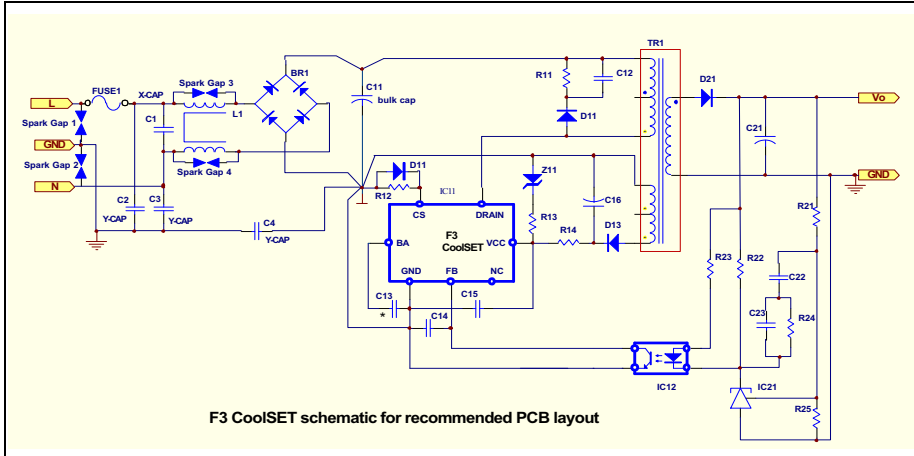 TR1
BR1
Spark Gap 3
FUSE1
X-CAP
R11
C12
C11
bulk cap
D21
L
L1
Vo
Spark Gap 1
C1
D11
C21
GND
Spark Gap 2
Spark Gap 4
D11
Z11
N
R12
IC11
GND
C2
C3
Y-CAP
Y-CAP
CS
DRAIN
C16
R21
C4
Y-CAP
F3
CoolSET
BA
VCC
R13
R14
D13
R23
R22
GND
FB
NC
C22
C13
*
C15
C14
C23
R24
IC12
IC21
R25
F3 CoolSET schematic for recommended PCB layout